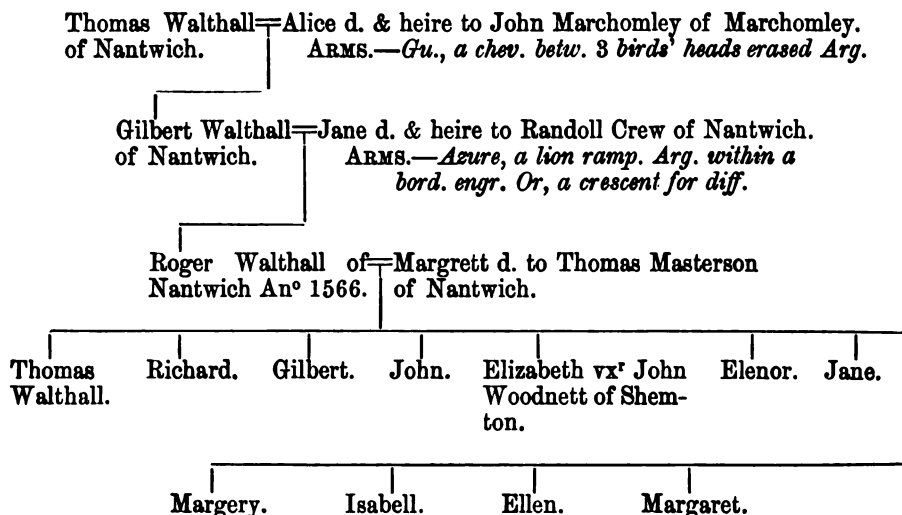 Thomas Walthall=Alice d. & heire to John Marchomley of Marchomley.
of Nantwich. ARMS.—Gu., a chev. betw. 3 birds' heads erased Arg.
Gilbert Walthall=Jane d. & heire to Randoll Crew of Nantwich.
of Nantwich. ARMS.—Azure, a lion ramp. Arg. within a
bord. engr. Or, a crescent for diff.
Roger Walthall of=Margrett d. to Thomas Masterson
Nantwich Anº 1566. of Nantwich.
Thomas Richard. Gilbert. John. Elizabeth vxʳ John Elenor. Jane.
Walthall. Woodnett of Shem-
ton.
Margery. Isabell. Ellen. Margaret.